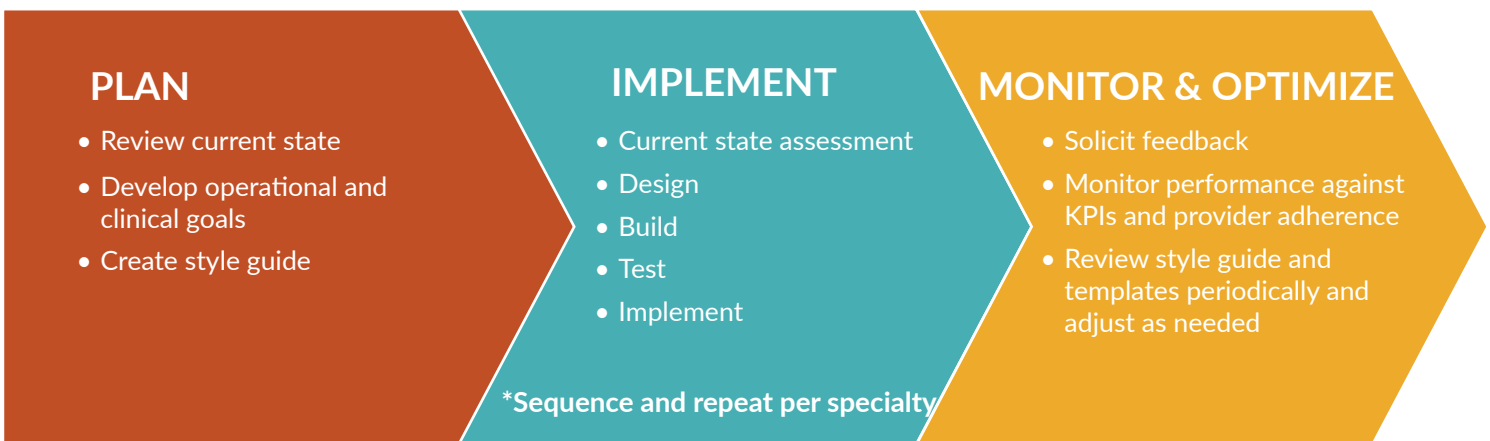 PLAN
• Review current state
• Develop operational and
clinical goals
• Create style guide
IMPLEMENT
• Current state assessment
• Design
• Build
• Test
• Implement
*Sequence and repeat per specialty
MONITOR & OPTIMIZE
• Solicit feedback
• Monitor performance against
KPIs and provider adherence
• Review style guide and
templates periodically and
adjust as needed